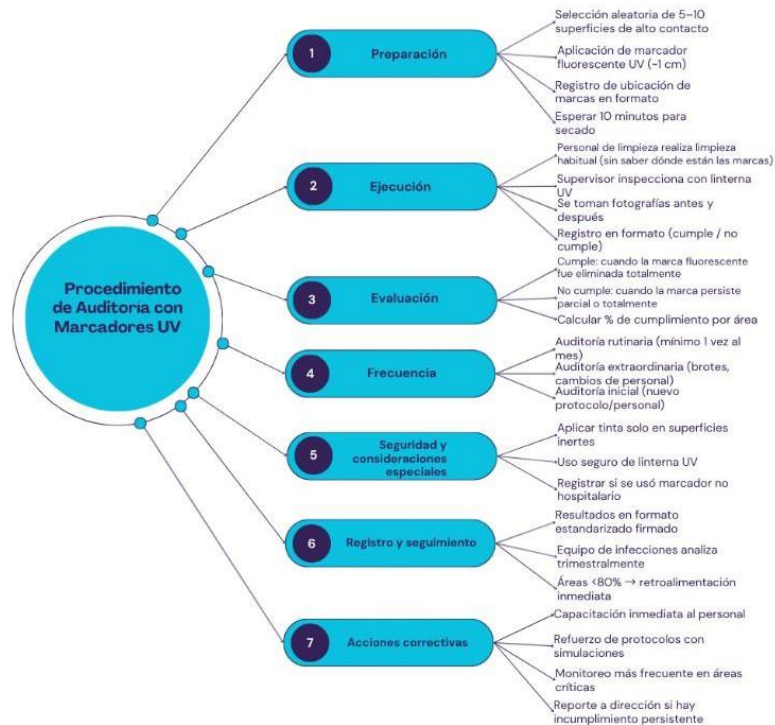 Procedimiento
de Auditoría con
Marcadores UV
1
Preparación
Selección aleatoria de 5–10
superficies de alto contacto
Aplicación de marcador
fluorescente UV (~1 cm)
Registro de ubicación de
marcas en formato
Esperar 10 minutos para
secado
2
Ejecución
Personal de limpieza realiza limpieza
habitual (sin saber dónde están las marcas)
Supervisor inspecciona con linterna
UV
Se toman fotografías antes y
después
Registro en formato (cumple / no
cumple)
3
Evaluación
Cumple: cuando la marca fluorescente
fue eliminada totalmente
No cumple: cuando la marca persiste
parcial o totalmente
Calcular % de cumplimiento por área
4
Frecuencia
Auditoría rutinaria (mínimo 1 vez al
mes)
Auditoría extraordinaria (brotes,
cambios de personal)
Auditoría inicial (nuevo
protocolo/personal)
5
Seguridad y
consideraciones
especiales
Aplicar tinta solo en superficies
inertes
Uso seguro de linterna UV
Registrar si se usó marcador no
hospitalario
6
Registro y seguimiento
Resultados en formato
estandarizado firmado
Equipo de infecciones analiza
trimestralmente
Áreas <80% → retroalimentación
inmediata
7
Acciones correctivas
Capacitación inmediata al personal
Refuerzo de protocolos con
simulaciones
Monitoreo más frecuente en áreas
críticas
Reporte a dirección si hay
incumplimiento persistente